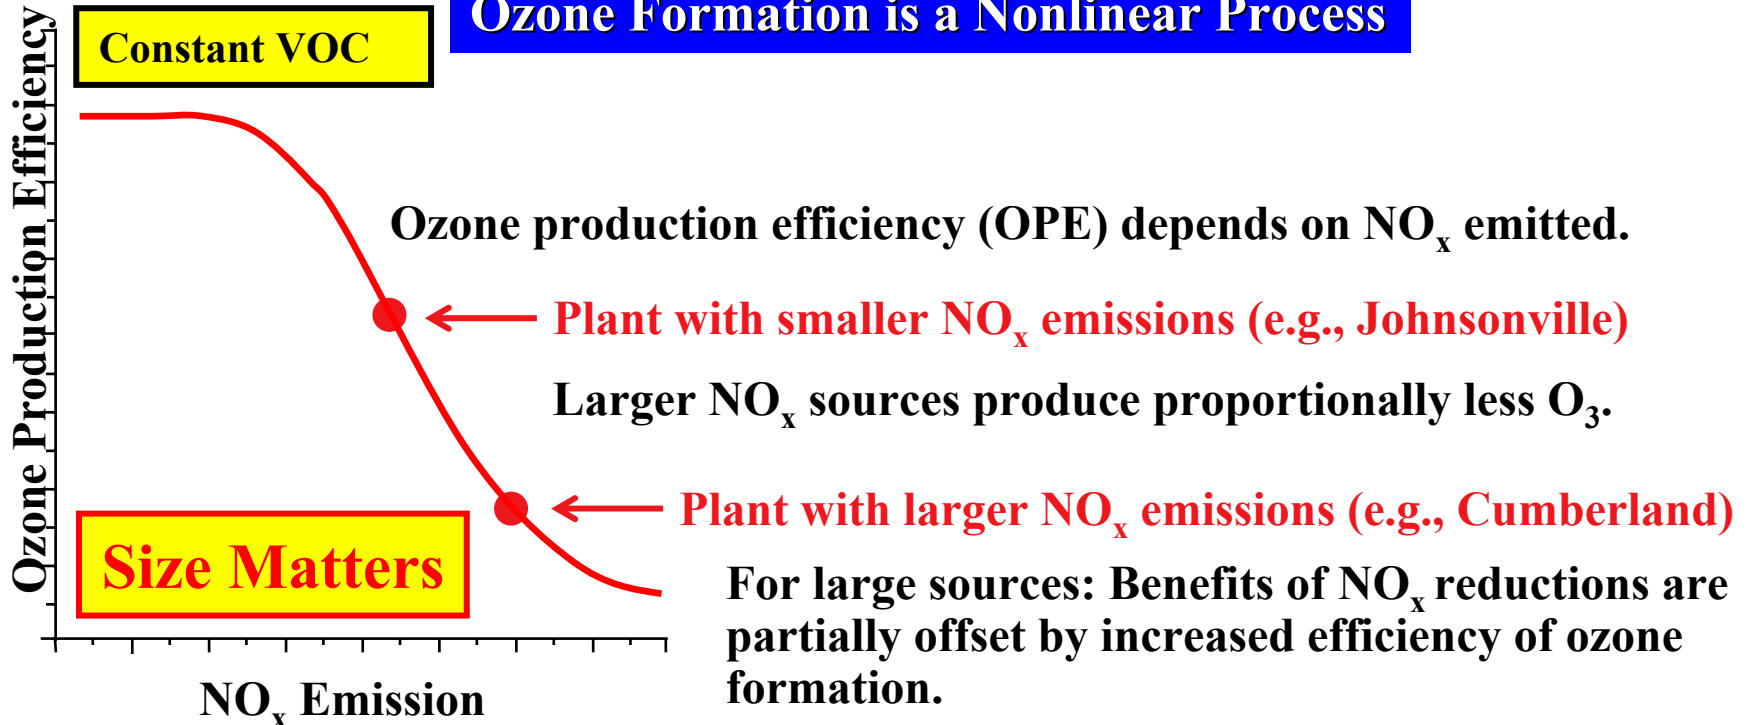 Ozone Formation is a Nonlinear Process
Constant VOC
Ozone Production Efficiency
Ozone production efficiency (OPE) depends on NOx emitted.
Plant with smaller NOx emissions (e.g., Johnsonville)
Larger NOx sources produce proportionally less O3.
Plant with larger NOx emissions (e.g., Cumberland)
Size Matters
For large sources: Benefits of NOx reductions are
partially offset by increased efficiency of ozone
formation.
NOx Emission